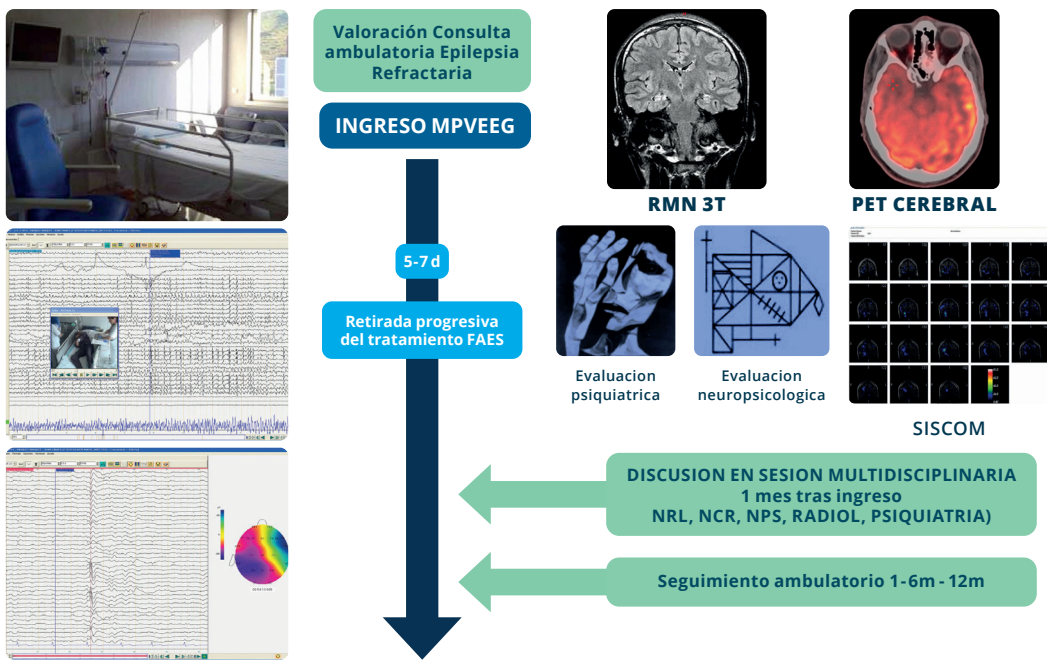 Valoración Consulta
ambulatoria Epilepsia
Refractaria
INGRESO MPVEEG
5-7 d
Retirada progresiva
del tratamiento FAES
RMN 3T
PET CEREBRAL
Evaluacion
psiquiatrica
Evaluacion
neuropsicologica
SISCOM
DISCUSION EN SESION MULTIDISCIPLINARIA
1 mes tras ingreso
NRL, NCR, NPS, RADIOL, PSIQUIATRIA)
Seguimiento ambulatorio 1-6m - 12m